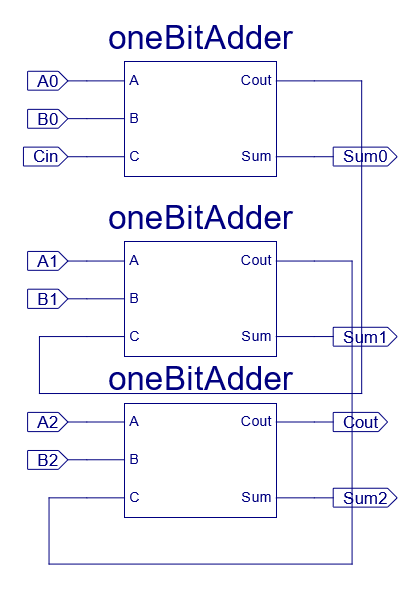 oneBitAdder
A0 A Cout
B0 B
Cin C Sum Sum0
oneBitAdder
A1 A Cout
B1 B
C Sum Sum1
oneBitAdder
A2 A Cout Cout
B2 B
C Sum Sum2